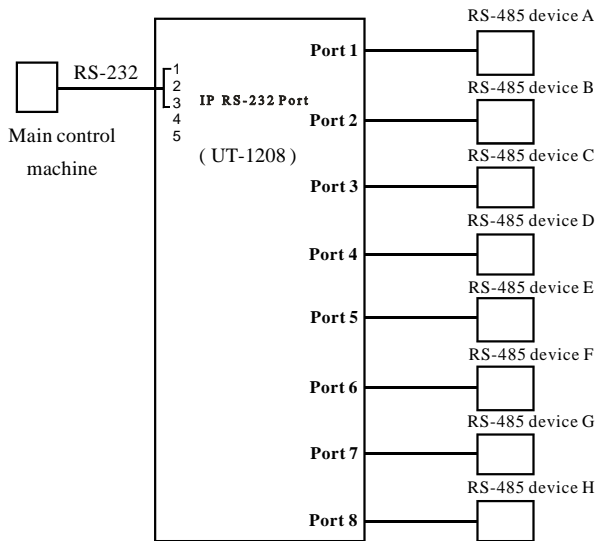 RS-485 device A
Port 1
RS-232
1
2
3
4
5
IP RS-232 Port
(UT-1208)
Main control
machine
RS-485 device B
Port 2
RS-485 device C
Port 3
RS-485 device D
Port 4
RS-485 device E
Port 5
RS-485 device F
Port 6
RS-485 device G
Port 7
RS-485 device H
Port 8